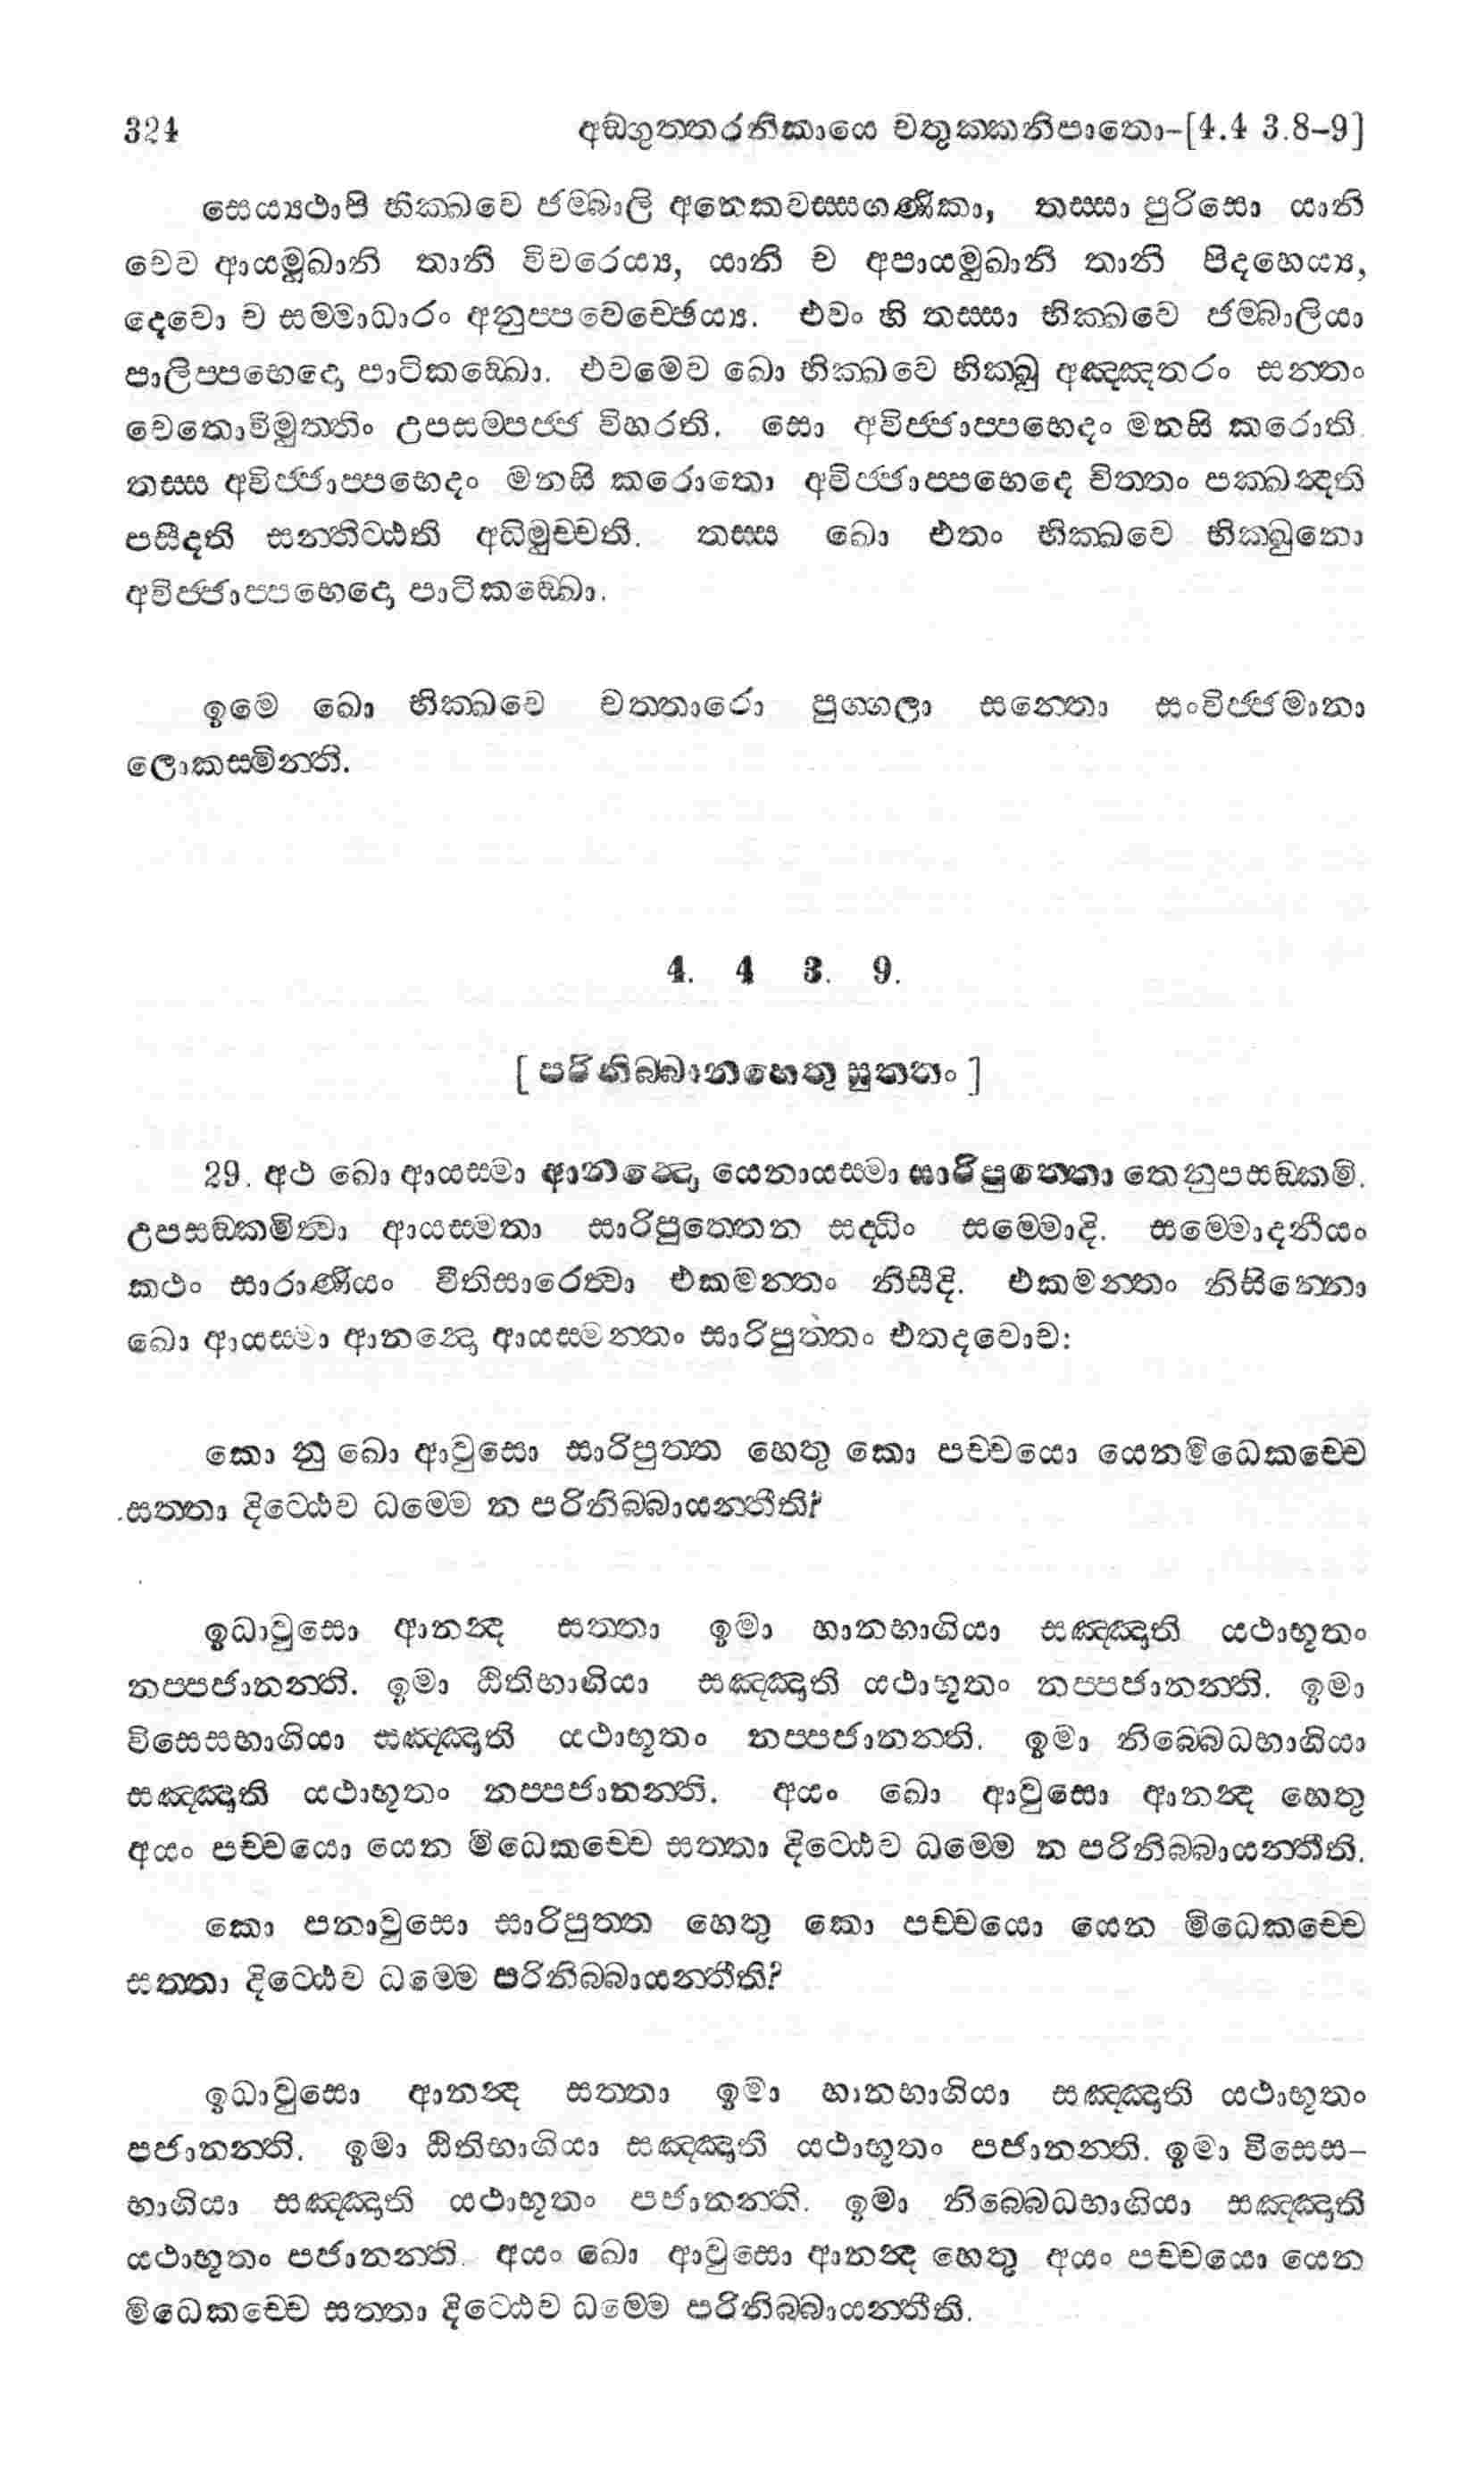 324 අඞ්ගුත්තරනිකායෙ චතුක්කනිපාතො-[4.4 3.8-9]
සෙය්‍යථාපි භික්ඛවෙ ජම්බාලි අනෙකවස්සගණිකා, තස්සා පුරිසො යානි
චෙව ආයමුඛානි තානි විවරෙය්‍ය, යානි ච අපායමුඛානි තානි පිදහෙය්‍ය,
දෙවො ච සම්මාධාරං අනුප්පවෙච්ඡෙය්‍ය. එවං හි තස්සා භික්ඛවෙ ජම්බාලියා
පාලිප්පභෙදො පාටිකඞ්ඛො. එවමෙව ඛො භික්ඛවෙ භික්ඛු අඤ්ඤතරං සන්තං
චෙතොවිමුත්තිං උපසම්පජ්ජ විහරති. සො අවිජ්ජාප්පභෙදං මනසි කරොති.
තස්ස අවිජ්ජාප්පභෙදං මනසි කරොතො අවිජ්ජාප්පභෙදෙ චිත්තං පක්ඛන්දති
පසීදති සන්තිට්ඨති අධිමුච්චති. තස්ස ඛො එතං භික්ඛවෙ භික්ඛුනො
අවිජ්ජාප්පභෙදො පාටිකඞ්ඛො.
ඉමෙ ඛො භික්ඛවෙ චත්තාරො පුග්ගලා සන්තො සංවිජ්ජමානා
ලොකස්මින්ති.
4. 4 3. 9.
[ පරිනිබ්බානහෙතු සුත්තං ]
29. අථ ඛො ආයස්මා ආනන්දො යෙනායස්මා සාරිපුත්තො තෙනුපසඞ්කමි.
උපසඞ්කමිත්වා ආයස්මතා සාරිපුත්තෙන සද්ධිං සම්මොදි. සම්මොදනීයං
කථං සාරාණීයං වීතිසාරෙත්වා එකමන්තං නිසීදි. එකමන්තං නිසින්නො
ඛො ආයස්මා ආනන්දො ආයස්මන්තං සාරිපුත්තං එතදවොච:
කො නු ඛො ආවුසො සාරිපුත්ත හෙතු කො පච්චයො යෙනමිධෙකච්චෙ
සත්තා දිට්ඨෙව ධම්මෙ න පරිනිබ්බායන්තීති?
ඉධාවුසො ආනන්ද සත්තා ඉමා හානභාගියා සඤ්ඤාති යථාභූතං
නප්පජානන්ති. ඉමා ඨිතිභාගියා සඤ්ඤාති යථාභූතං නප්පජානන්ති. ඉමා
විසෙසභාගියා සඤ්ඤාති යථාභූතං නප්පජානන්ති. ඉමා නිබ්බෙධභාගියා
සඤ්ඤාති යථාභූතං නප්පජානන්ති. අයං ඛො ආවුසො ආනන්ද හෙතු
අයං පච්චයො යෙන මිධෙකච්චෙ සත්තා දිට්ඨෙව ධම්මෙ න පරිනිබ්බායන්තීති.
කො පනාවුසො සාරිපුත්ත හෙතු කො පච්චයො යෙන මිධෙකච්චෙ
සත්තා දිට්ඨෙව ධම්මෙ පරිනිබ්බායන්තීති?
ඉධාවුසො ආනන්ද සත්තා ඉමා හානභාගියා සඤ්ඤාති යථාභූතං
පජානන්ති. ඉමා ඨිතිභාගියා සඤ්ඤාති යථාභූතං පජානන්ති. ඉමා විසෙස-
භාගියා සඤ්ඤාති යථාභූතං පජානන්ති. ඉමා නිබ්බෙධභාගියා සඤ්ඤාති
යථාභූතං පජානන්ති. අයං ඛො ආවුසො ආනන්ද හෙතු අයං පච්චයො යෙන
මිධෙකච්චෙ සත්තා දිට්ඨෙව ධම්මෙ පරිනිබ්බායන්තීති.